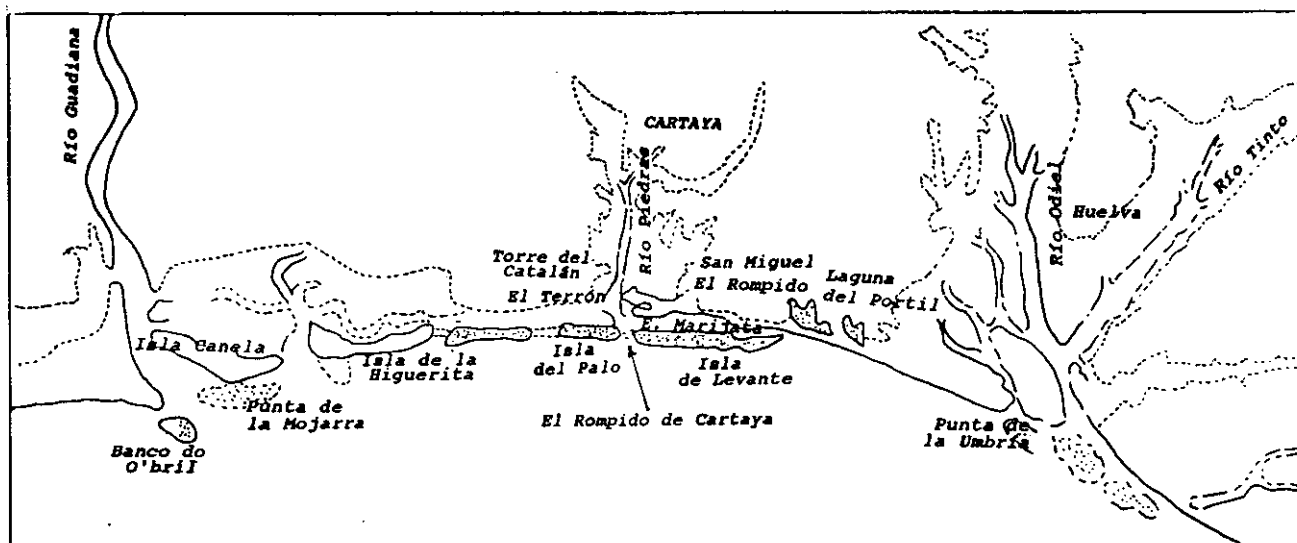 Río Guadiana
CARTAYA
Río Piedras
Río Odiel
Huelva
Río Tinto
Torre del
Catalán
San Miguel
El Rompido
Laguna
del Portil
El Terrón
E. Marijata
Isla Canela
Isla de la
Higuerita
Isla
del Palo
Isla
de Levante
Punta de
la Mojarra
El Rompido de Cartaya
Punta de
la Umbría
Banco do
O'bril